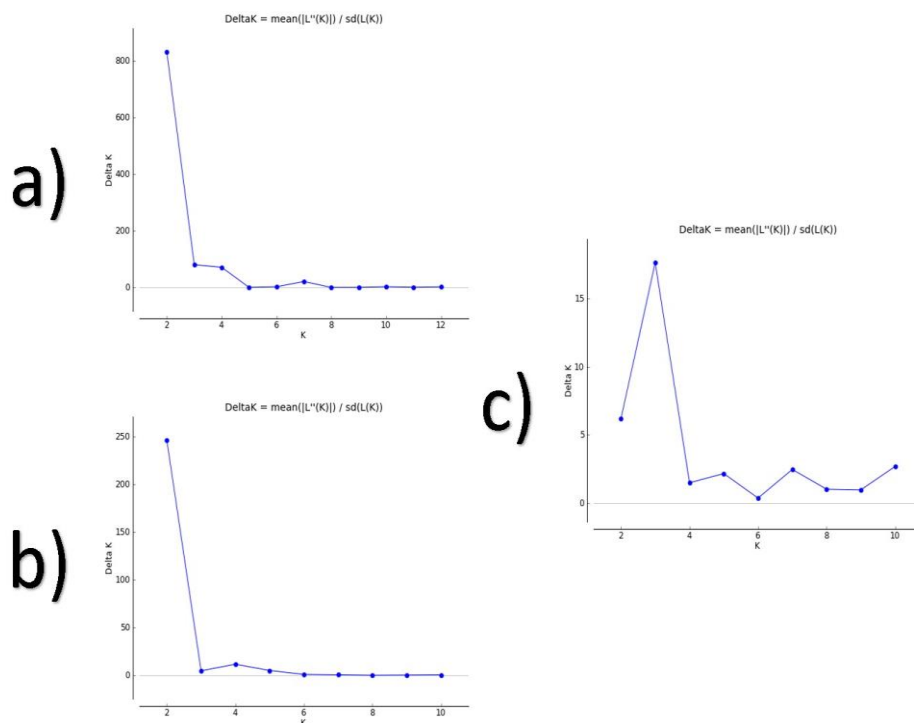 a)
DeltaK = mean(|L''(K)|) / sd(L(K))
Delta K
800
600
400
200
0
2 4 6 8 10 12
K
b)
DeltaK = mean(|L''(K)|) / sd(L(K))
Delta K
250
200
150
100
50
0
2 4 6 8 10
K
c)
DeltaK = mean(|L''(K)|) / sd(L(K))
Delta K
15
10
5
0
2 4 6 8 10
K